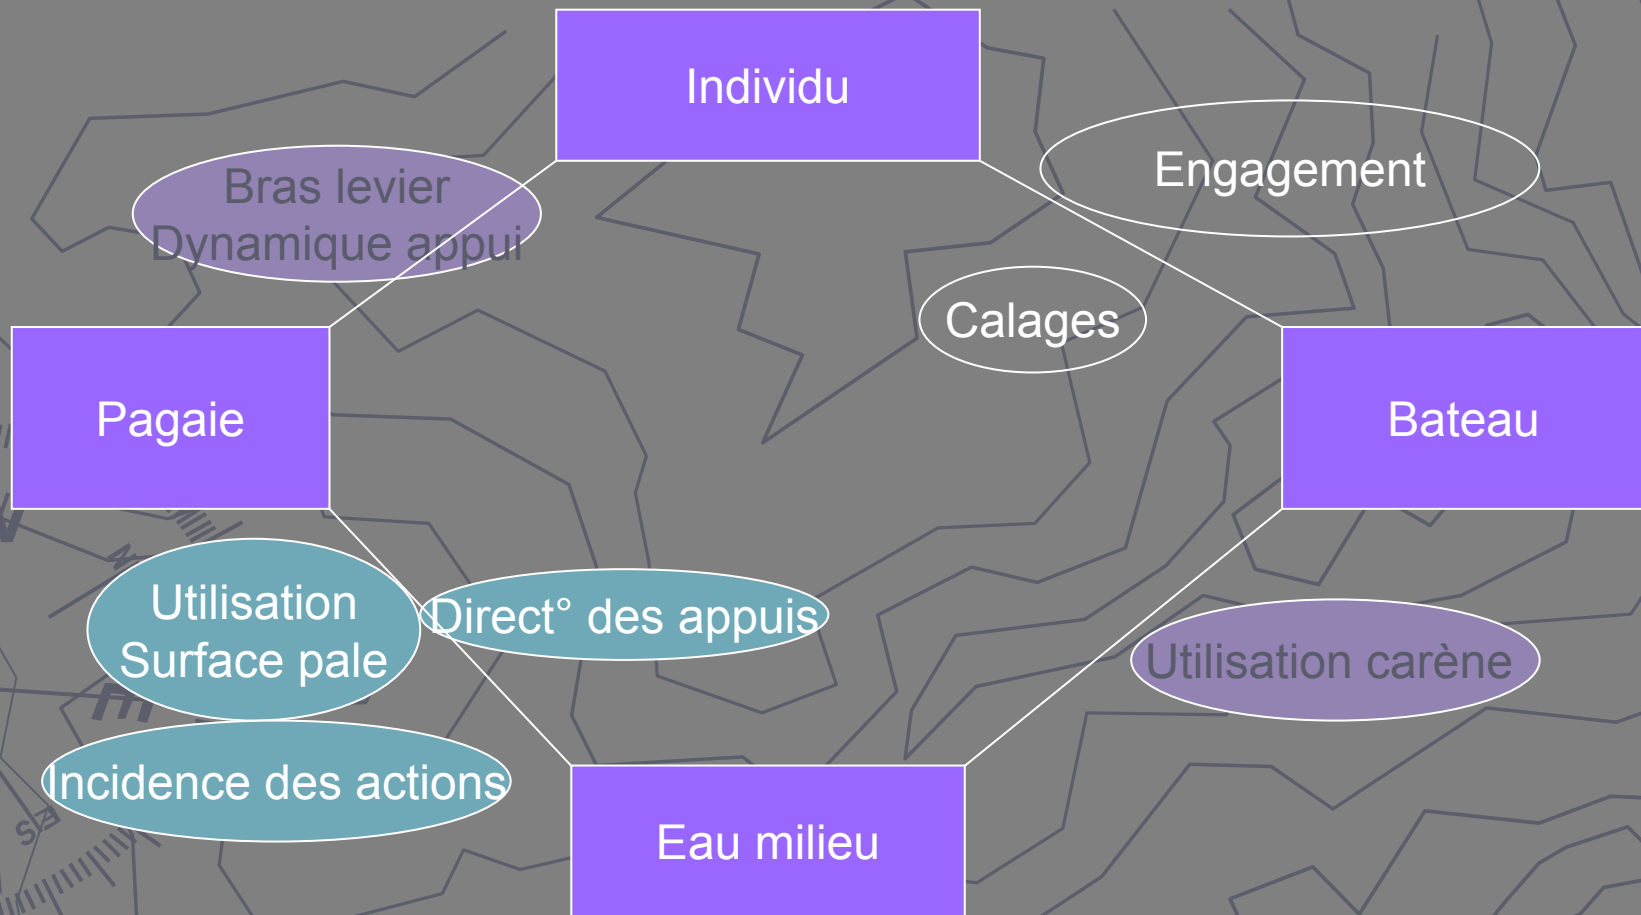 Individu
Engagement
Bras levier
Dynamique appui
Calages
Pagaie
Bateau
Utilisation
Surface pale
Direct° des appuis
Utilisation carène
Incidence des actions
Eau milieu
N
E